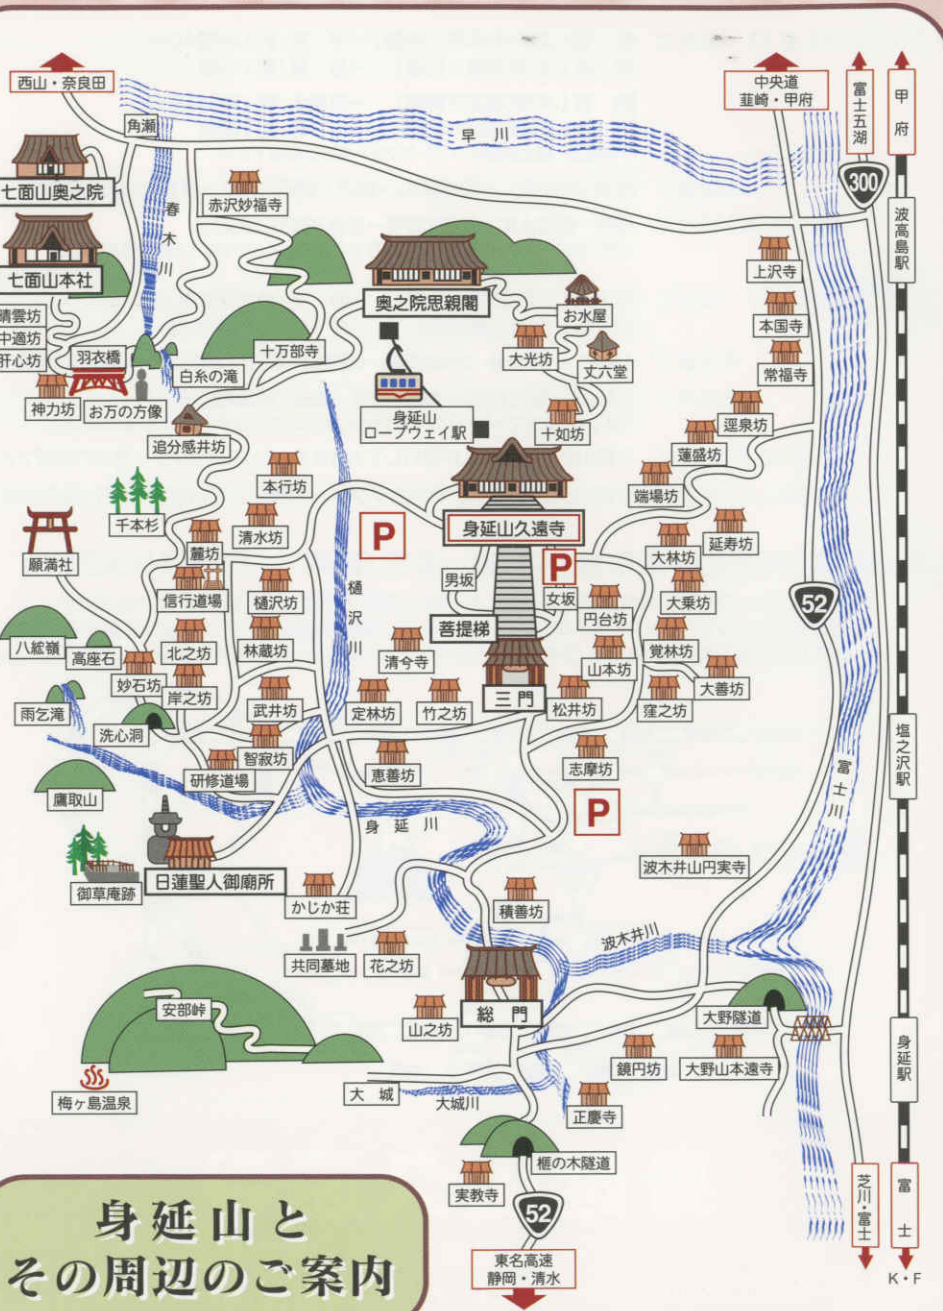 西山・奈良田
中央道
韮崎・甲府
富士五湖
甲府
角瀬
早川
300
七面山奥之院
赤沢妙福寺
春木川
波高島駅
七面山本社
奥之院思親閣
上沢寺
お水屋
本国寺
晴雲坊
中適坊
肝心坊
羽衣橋
十万部寺
大光坊
丈六堂
常福寺
白糸の滝
神力坊
お万の方像
身延山
ロープウェイ駅
追分感井坊
十如坊
逕泉坊
蓮盛坊
本行坊
端場坊
千本杉
清水坊
P
身延山久遠寺
延寿坊
大林坊
願満社
麓坊
P
男坂
女坂
信行道場
樋沢坊
樋沢川
円台坊
大乗坊
52
菩提梯
八紘嶺
高座石
北之坊
林蔵坊
清兮寺
山本坊
覚林坊
妙石坊
岸之坊
三門
大善坊
雨乞滝
武井坊
定林坊
竹之坊
松井坊
窪之坊
洗心洞
智寂坊
塩之沢駅
研修道場
恵善坊
志摩坊
富士川
鷹取山
身延川
P
波木井山円実寺
日蓮聖人御廟所
御草庵跡
かじか荘
積善坊
共同墓地
花之坊
波木井川
安部峠
総門
大野隧道
山之坊
身延駅
鏡円坊
大野山本遠寺
梅ヶ島温泉
大城
大城川
正慶寺
榧の木隧道
実教寺
52
芝川・富士
富士
東名高速
静岡・清水
K・F
身延山と
その周辺のご案内